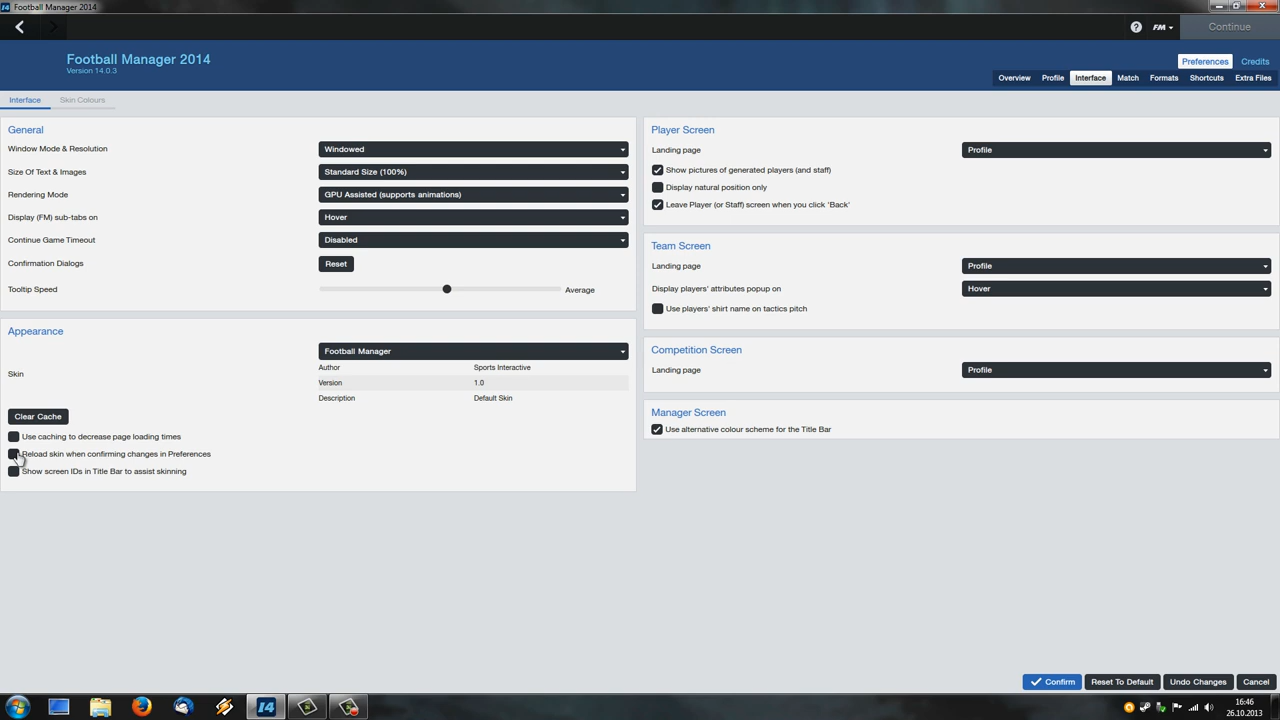 14 Football Manager 2014
? FM Continue
Football Manager 2014
Version 14.0.3
Preferences Credits
Overview Profile Interface Match Formats Shortcuts Extra Files
Interface Skin Colours
General
Window Mode & Resolution Windowed
Size Of Text & Images Standard Size (100%)
Rendering Mode GPU Assisted (supports animations)
Display (FM) sub-tabs on Hover
Continue Game Timeout Disabled
Confirmation Dialogs Reset
Tooltip Speed Average
Appearance
Skin Football Manager
Author Sports Interactive
Version 1.0
Description Default Skin
Clear Cache
Use caching to decrease page loading times
Reload skin when confirming changes in Preferences
Show screen IDs in Title Bar to assist skinning
Player Screen
Landing page Profile
Show pictures of generated players (and staff)
Display natural position only
Leave Player (or Staff) screen when you click 'Back'
Team Screen
Landing page Profile
Display players' attributes popup on Hover
Use players' shirt name on tactics pitch
Competition Screen
Landing page Profile
Manager Screen
Use alternative colour scheme for the Title Bar
Confirm Reset To Default Undo Changes Cancel
14
16:46
26.10.2013